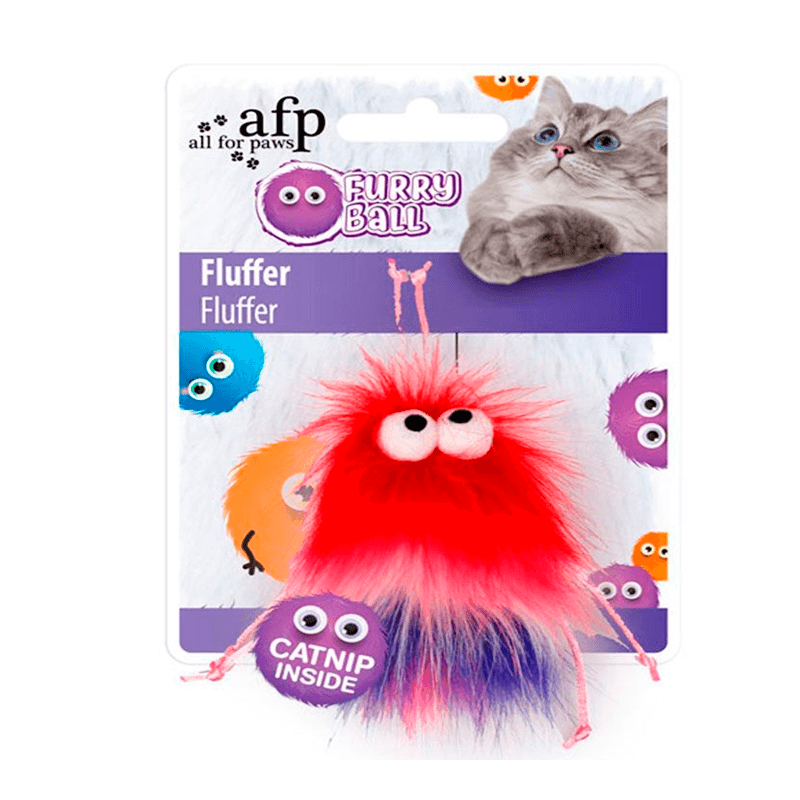 afp
all for paws
FURRY
BALL
Fluffer
Fluffer
CATNIP
INSIDE